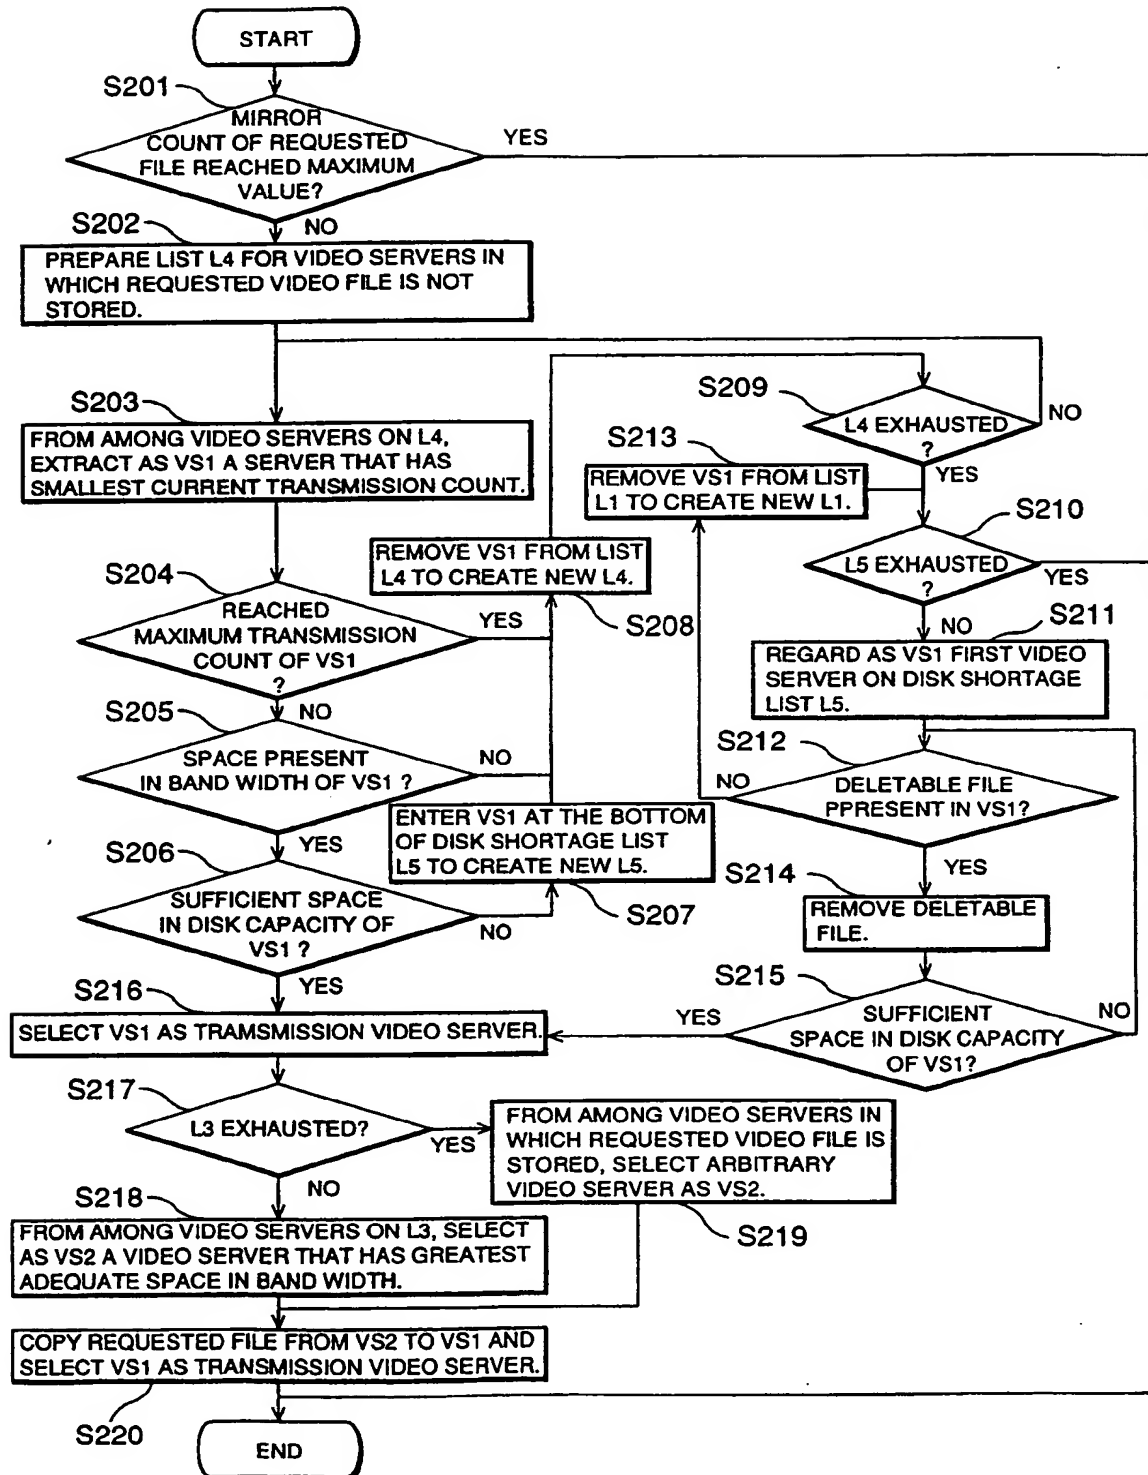 START
S201
MIRROR
COUNT OF REQUESTED
FILE REACHED MAXIMUM
VALUE?
YES
NO
S202
PREPARE LIST L4 FOR VIDEO SERVERS IN
WHICH REQUESTED VIDEO FILE IS NOT
STORED.
S203
FROM AMONG VIDEO SERVERS ON L4,
EXTRACT AS VS1 A SERVER THAT HAS
SMALLEST CURRENT TRANSMISSION COUNT.
S204
REACHED
MAXIMUM TRANSMISSION
COUNT OF VS1
?
YES
NO
S205
SPACE PRESENT
IN BAND WIDTH OF VS1 ?
NO
YES
S206
SUFFICIENT SPACE
IN DISK CAPACITY OF
VS1 ?
NO
YES
ENTER VS1 AT THE BOTTOM
OF DISK SHORTAGE LIST
L5 TO CREATE NEW L5.
S207
REMOVE VS1 FROM LIST
L4 TO CREATE NEW L4.
S208
S209
L4 EXHAUSTED
?
NO
YES
S213
REMOVE VS1 FROM LIST
L1 TO CREATE NEW L1.
S210
L5 EXHAUSTED
?
YES
NO
S211
REGARD AS VS1 FIRST VIDEO
SERVER ON DISK SHORTAGE
LIST L5.
S212
DELETABLE FILE
PPRESENT IN VS1?
NO
YES
S214
REMOVE DELETABLE
FILE.
S215
SUFFICIENT
SPACE IN DISK CAPACITY
OF VS1?
YES
NO
S216
SELECT VS1 AS TRAMSMISSION VIDEO SERVER.
S217
L3 EXHAUSTED?
YES
NO
FROM AMONG VIDEO SERVERS IN
WHICH REQUESTED VIDEO FILE IS
STORED, SELECT ARBITRARY
VIDEO SERVER AS VS2.
S219
S218
FROM AMONG VIDEO SERVERS ON L3, SELECT
AS VS2 A VIDEO SERVER THAT HAS GREATEST
ADEQUATE SPACE IN BAND WIDTH.
COPY REQUESTED FILE FROM VS2 TO VS1 AND
SELECT VS1 AS TRANSMISSION VIDEO SERVER.
S220
END